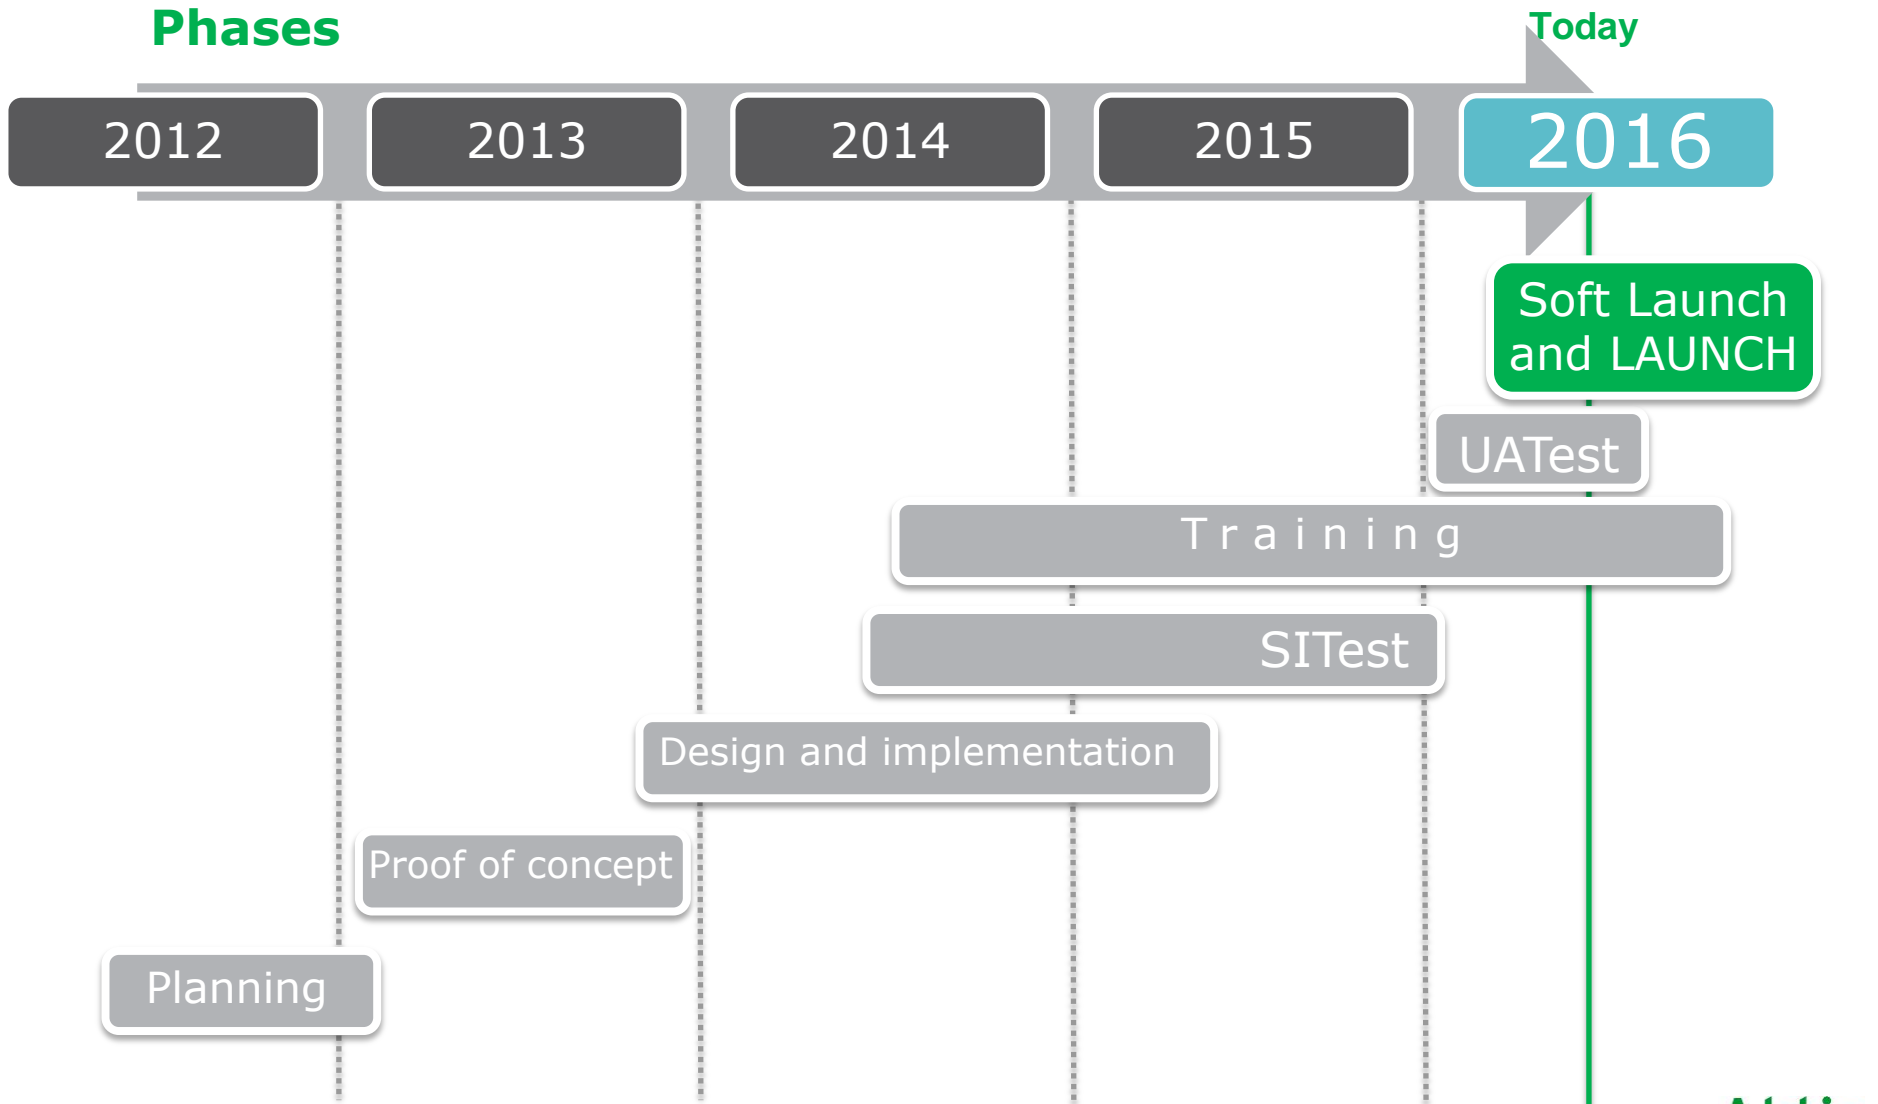 Phases
Today
2012
2013
2014
2015
2016
Soft Launch
and LAUNCH
UATest
Training
SITest
Design and implementation
Proof of concept
Planning